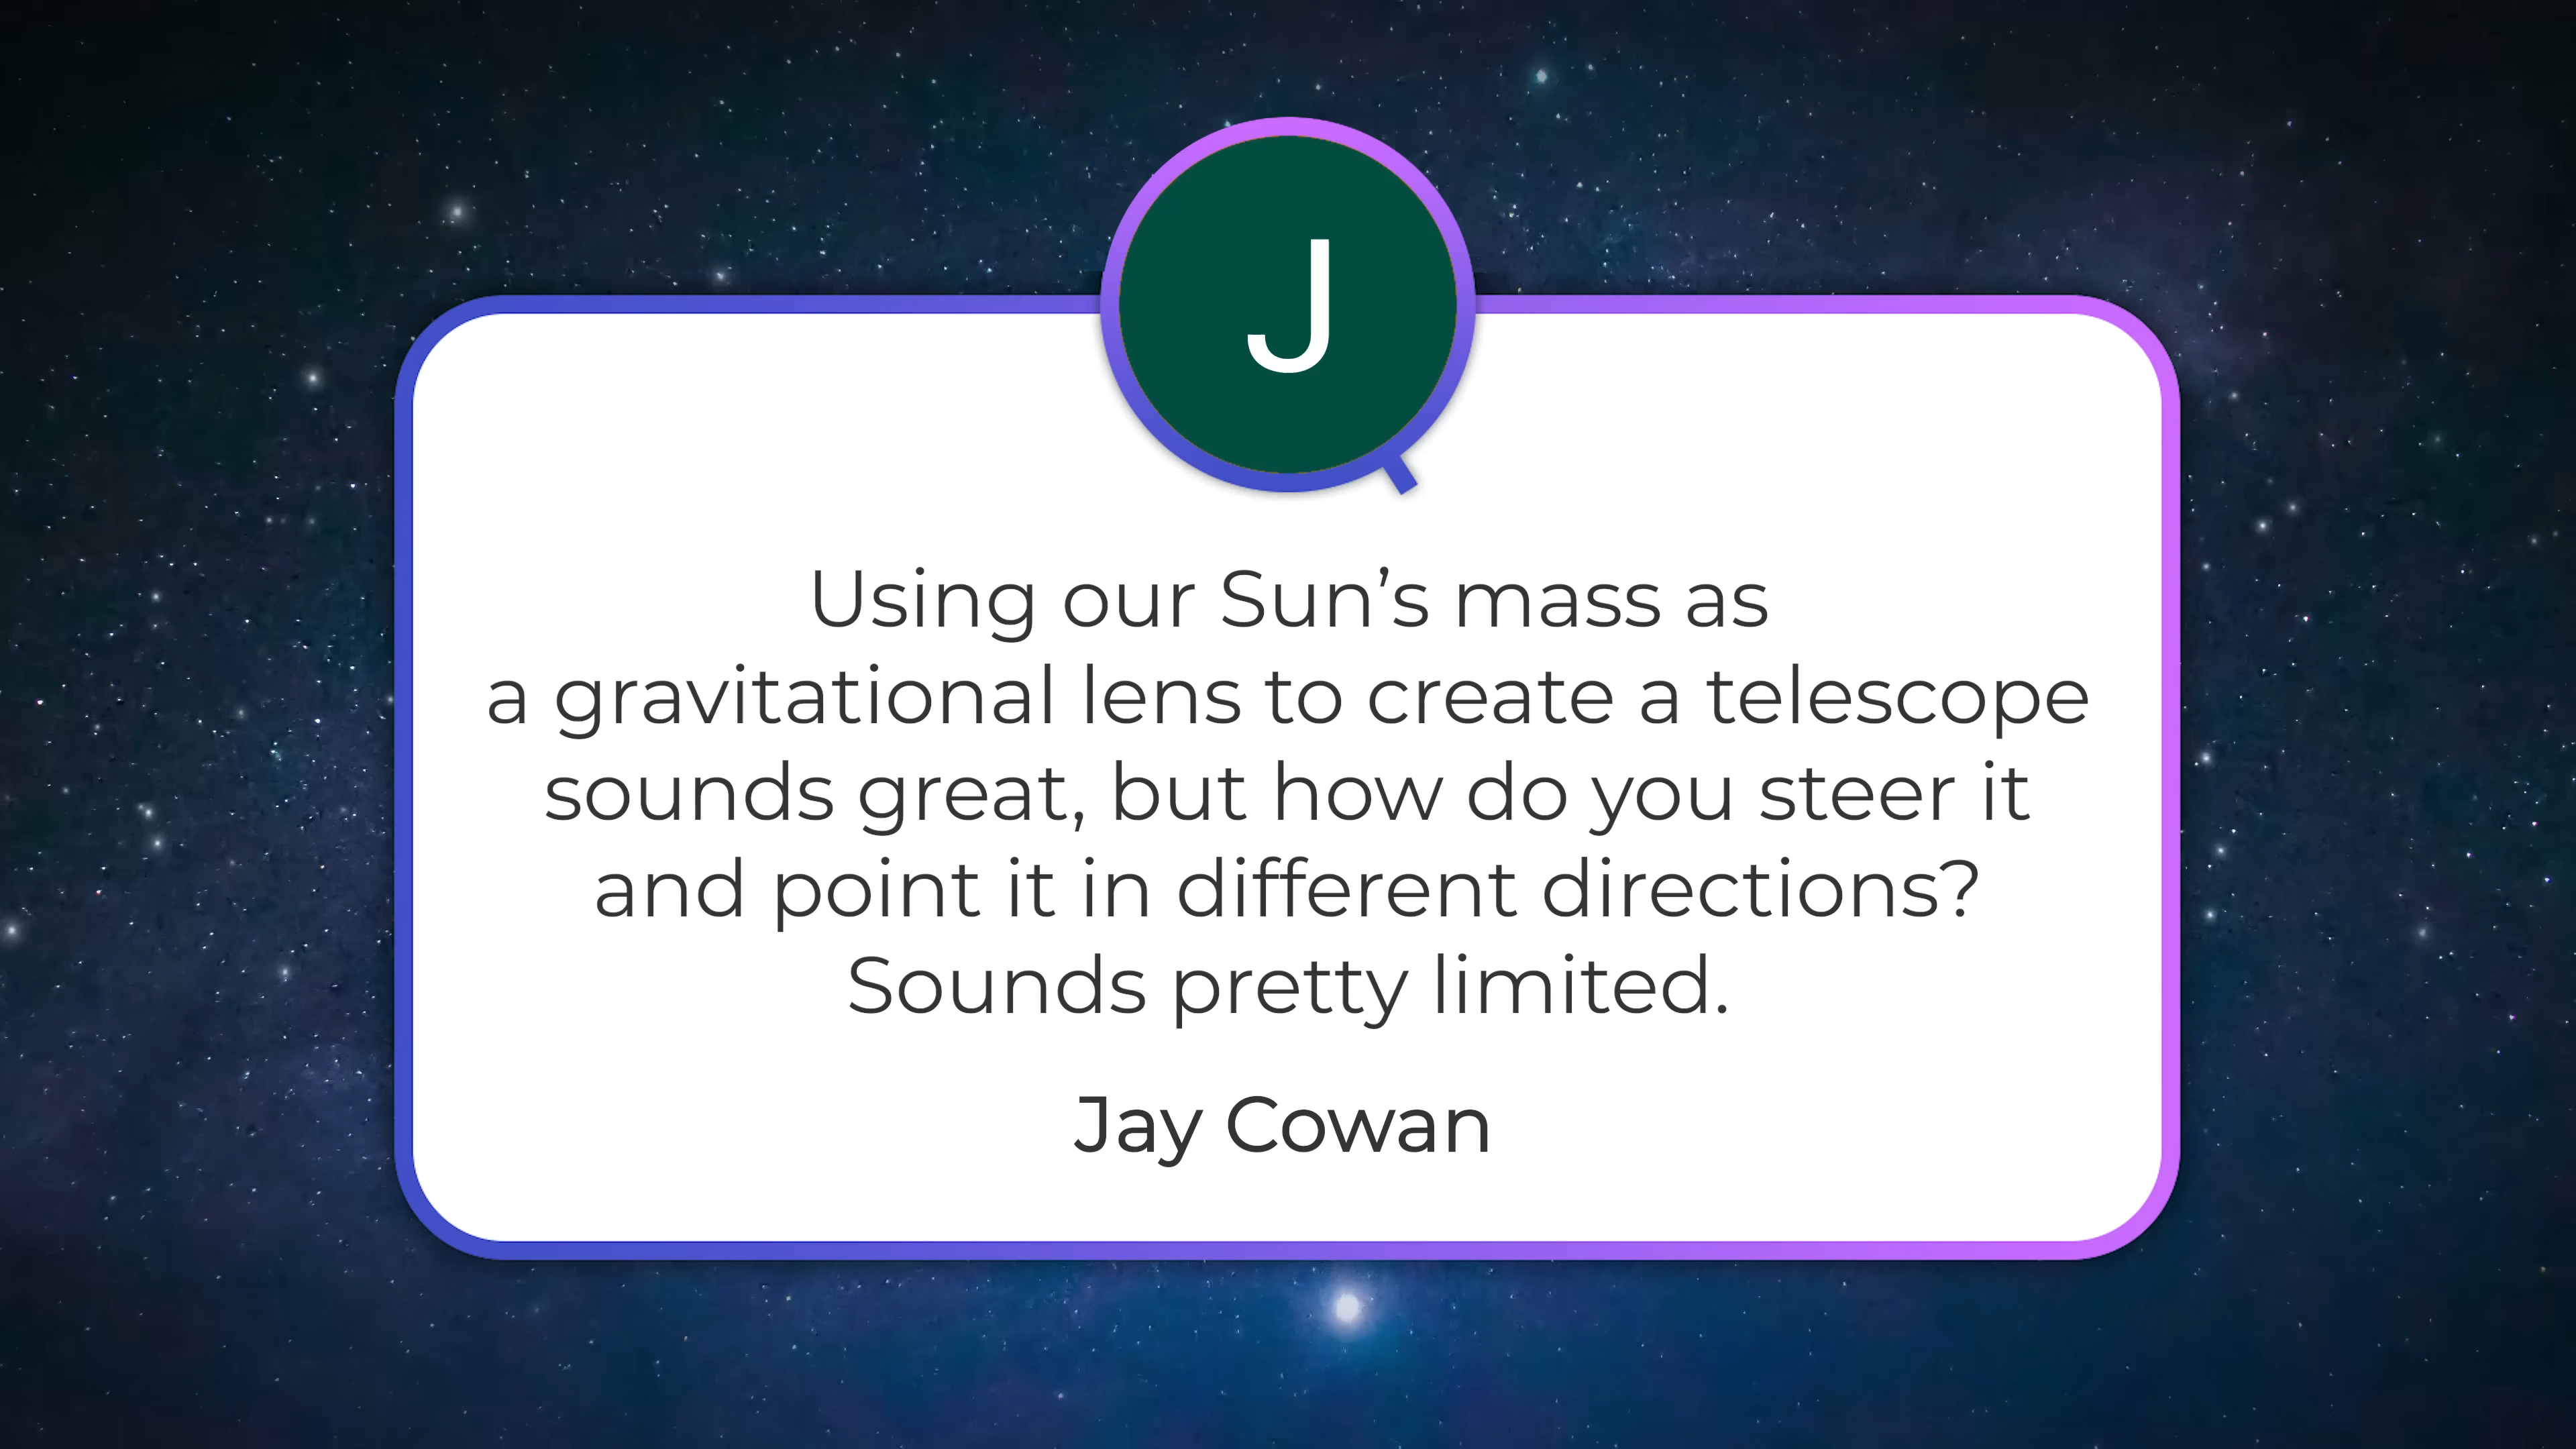 J
Using our Sun’s mass as
a gravitational lens to create a telescope
sounds great, but how do you steer it
and point it in different directions?
Sounds pretty limited.
Jay Cowan